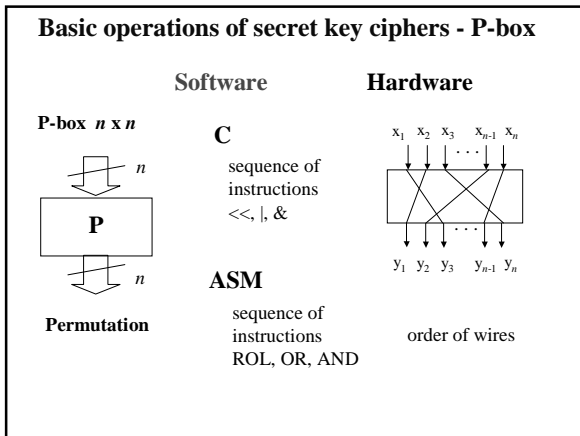 Basic operations of secret key ciphers - P-box
Software
Hardware
P-box n x n
n
P
n
Permutation
C
sequence of
instructions
<<, |, &
ASM
sequence of
instructions
ROL, OR, AND
x1 x2 x3 . . . xn-1 xn
. . .
y1 y2 y3 yn-1 yn
order of wires